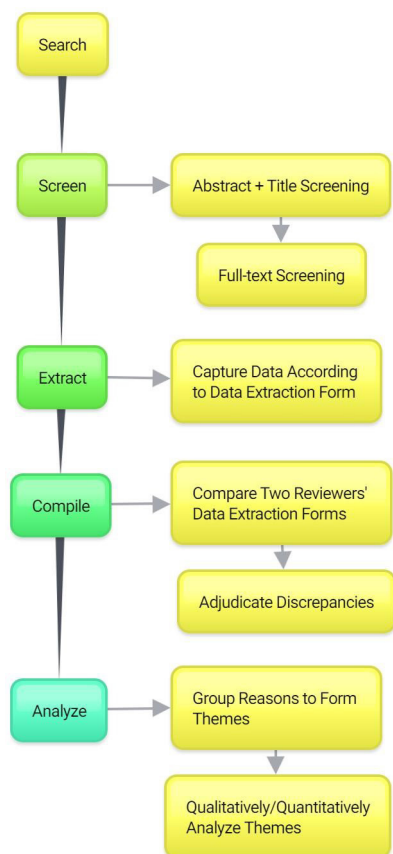 Search
Screen
Abstract + Title Screening
Full-text Screening
Extract
Capture Data According
to Data Extraction Form
Compile
Compare Two Reviewers'
Data Extraction Forms
Adjudicate Discrepancies
Analyze
Group Reasons to Form
Themes
Qualitatively/Quantitatively
Analyze Themes